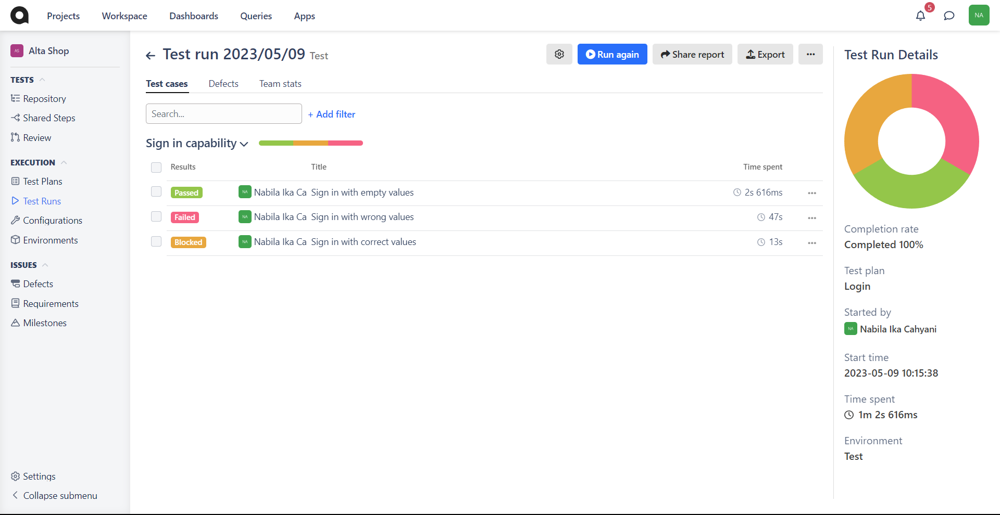 Projects Workspace Dashboards Queries Apps 5 NA
AS Alta Shop
TESTS
Repository
Shared Steps
Review
EXECUTION
Test Plans
Test Runs
Configurations
Environments
ISSUES
Defects
Requirements
Milestones
Settings
Collapse submenu
Test run 2023/05/09 Test
Run again Share report Export
Test cases Defects Team stats
Search...
+ Add filter
Sign in capability
Results Title Time spent
Passed NA Nabila Ika Ca Sign in with empty values 2s 616ms
Failed NA Nabila Ika Ca Sign in with wrong values 47s
Blocked NA Nabila Ika Ca Sign in with correct values 13s
Test Run Details
Completion rate
Completed 100%
Test plan
Login
Started by
NA Nabila Ika Cahyani
Start time
2023-05-09 10:15:38
Time spent
1m 2s 616ms
Environment
Test